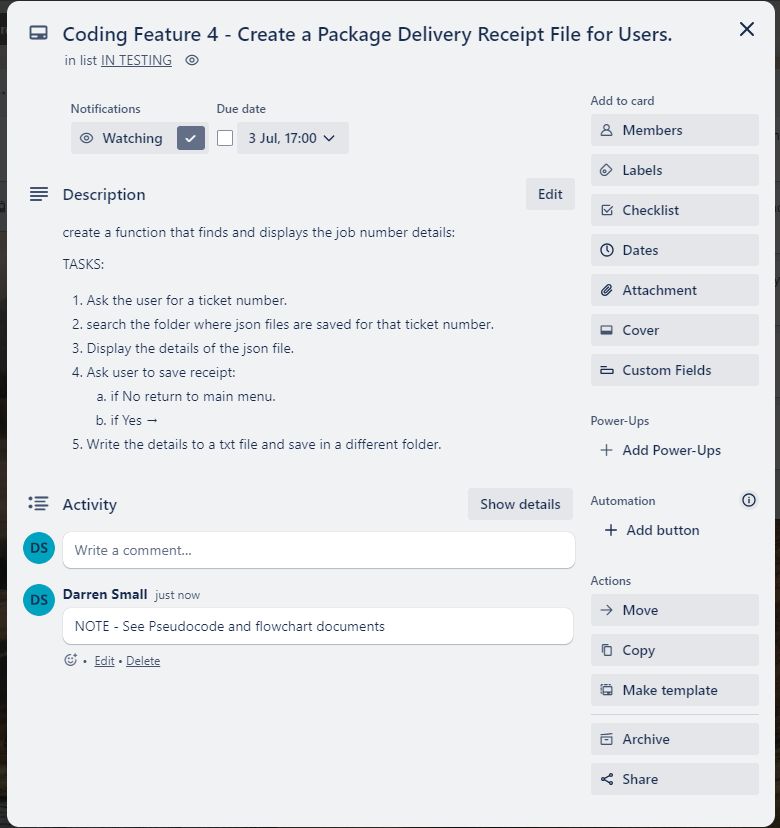 Coding Feature 4 - Create a Package Delivery Receipt File for Users.
in list IN TESTING
Notifications
Watching
Due date
3 Jul, 17:00
Description
Edit
create a function that finds and displays the job number details:
TASKS:
1. Ask the user for a ticket number.
2. search the folder where json files are saved for that ticket number.
3. Display the details of the json file.
4. Ask user to save receipt:
a. if No return to main menu.
b. if Yes →
5. Write the details to a txt file and save in a different folder.
Activity
Show details
DS
Write a comment...
DS
Darren Small just now
NOTE - See Pseudocode and flowchart documents
• Edit • Delete
Add to card
Members
Labels
Checklist
Dates
Attachment
Cover
Custom Fields
Power-Ups
+ Add Power-Ups
Automation
+ Add button
Actions
Move
Copy
Make template
Archive
Share